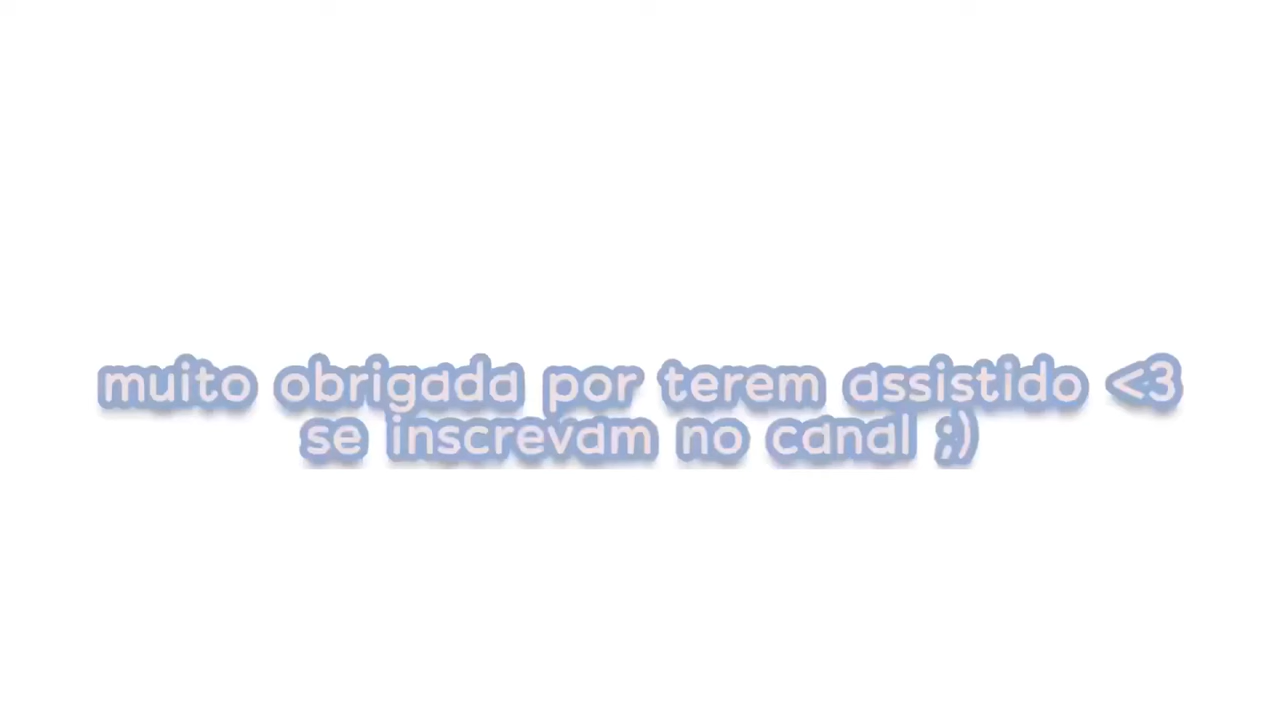 muito obrigada por terem assistido <3
se inscrevam no canal ;)